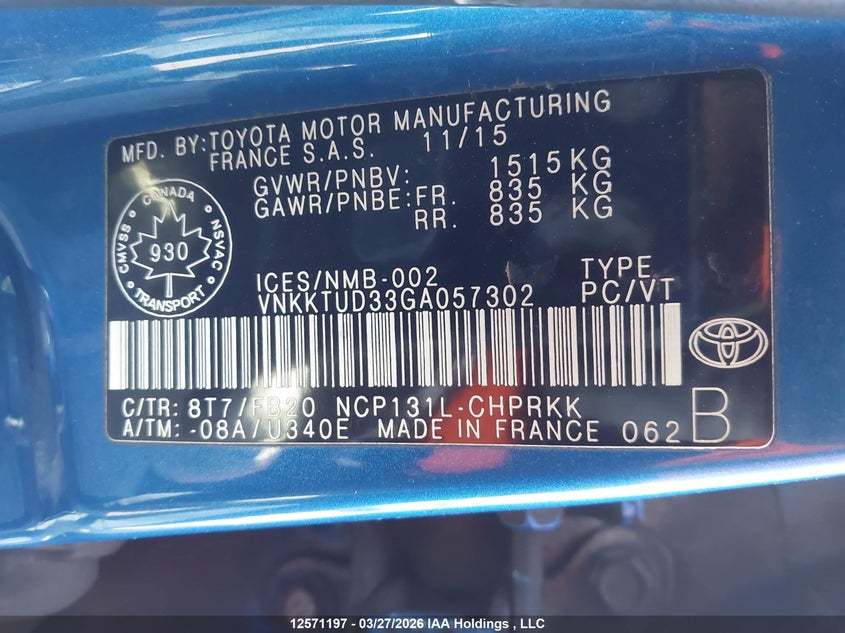 MFD. BY:TOYOTA MOTOR MANUFACTURING
FRANCE S.A.S. 11/15
GVWR/PNBV: 1515KG
GAWR/PNBE:FR. 835 KG
RR. 835 KG
CANADA
CMVSS
NSVAC
930
TRANSPORT
ICES/NMB-002
TYPE
VNKKTUD33GA057302
PC/VT
C/TR: 8T7/FB20 NCP131L-CHPRKK
A/TM: -08A/U340E MADE IN FRANCE 062 B
12571197 - 03/27/2026 IAA Holdings , LLC